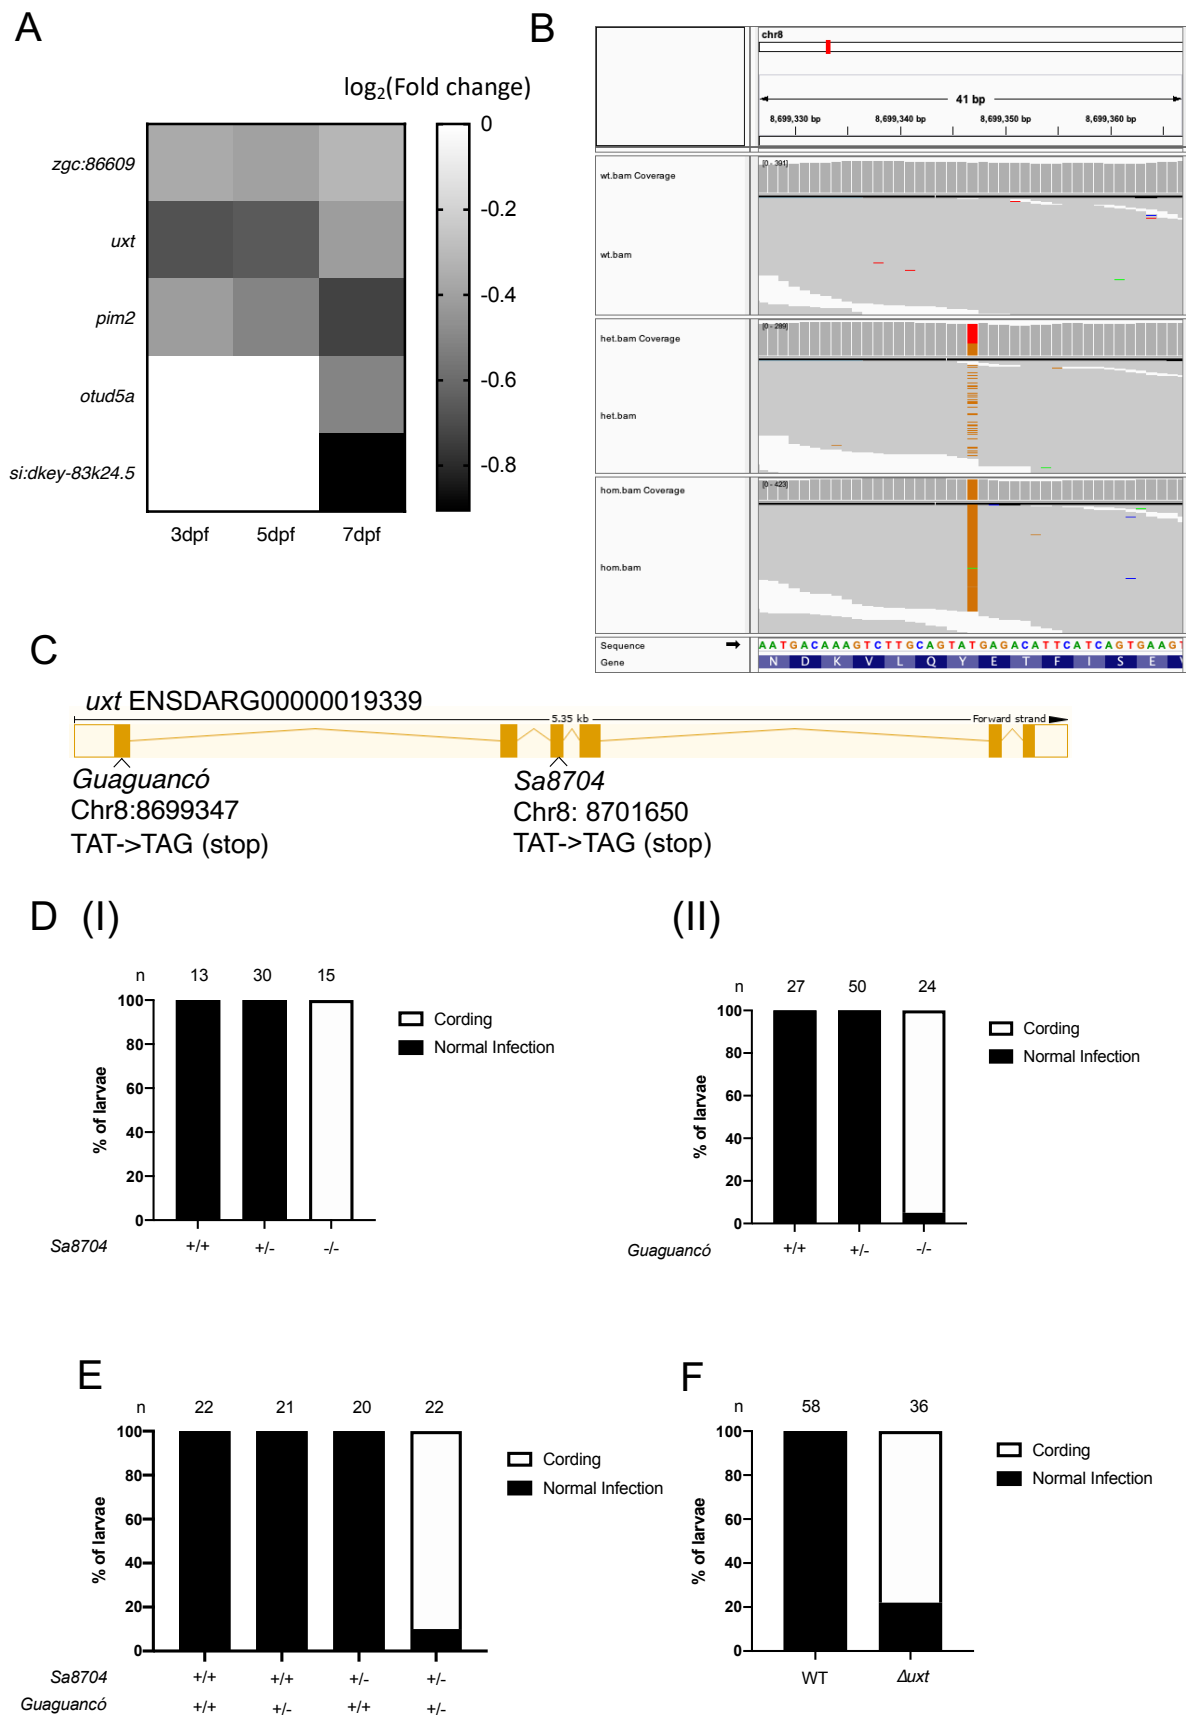 A
log2(Fold change)
zgc:86609
uxt
pim2
otud5a
si:dkey-83k24.5
0
-0.2
-0.4
-0.6
-0.8
3dpf 5dpf 7dpf
B
chr8
41 bp
8,699,330 bp 8,699,340 bp 8,699,350 bp 8,699,360 bp
wt.bam Coverage
[0 - 391]
wt.bam
het.bam Coverage
[0 - 289]
het.bam
hom.bam Coverage
[0 - 423]
hom.bam
Sequence
A A T G A C A A A G T C T T G C A G T A T G A G A C A T T C A T C A G T G A A G T
Gene
N D K V L Q Y E T F I S E
C
uxt ENSDARG00000019339
5.35 kb
Forward strand
Guaguancó
Chr8:8699347
TAT->TAG (stop)
Sa8704
Chr8: 8701650
TAT->TAG (stop)
D (I)
n 13 30 15
100
80
60
40
20
0
% of larvae
Cording
Normal Infection
Sa8704 +/+ +/- -/-
(II)
n 27 50 24
100
80
60
40
20
0
% of larvae
Cording
Normal Infection
Guaguancó +/+ +/- -/-
E
n 22 21 20 22
100
80
60
40
20
0
% of larvae
Cording
Normal Infection
Sa8704 +/+ +/+ +/- +/-
Guaguancó +/+ +/- +/+ +/-
F
n 58 36
100
80
60
40
20
0
% of larvae
Cording
Normal Infection
WT Δuxt